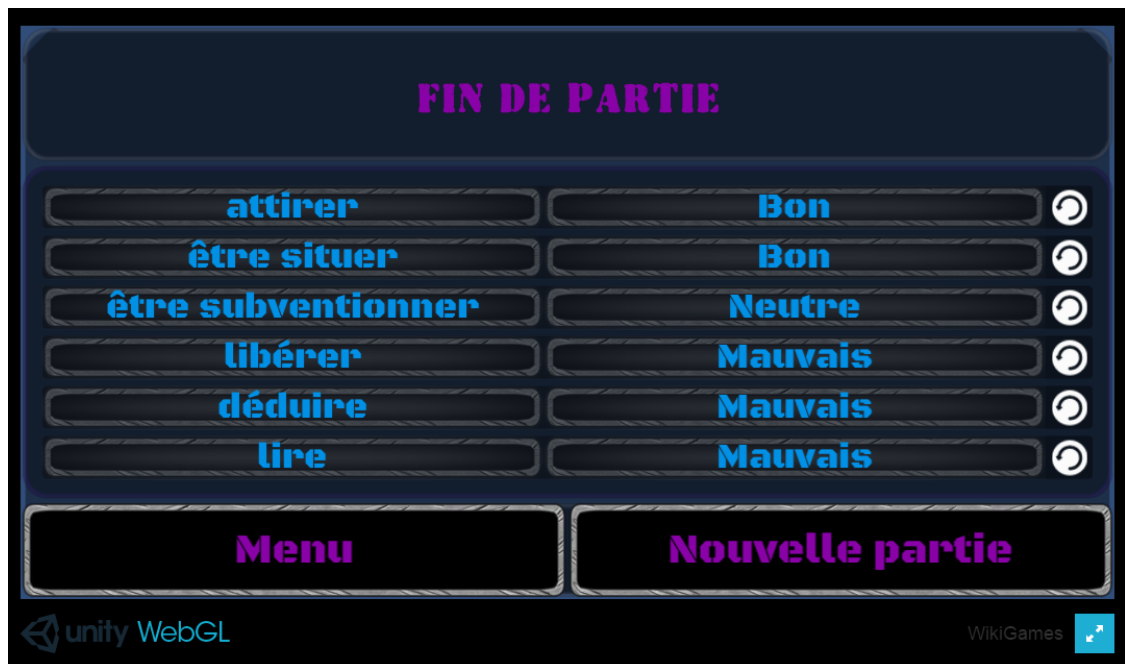 FIN DE PARTIE
attirer Bon
être situer Bon
être subventionner Neutre
libérer Mauvais
déduire Mauvais
lire Mauvais
Menu Nouvelle partie
unity WebGL WikiGames